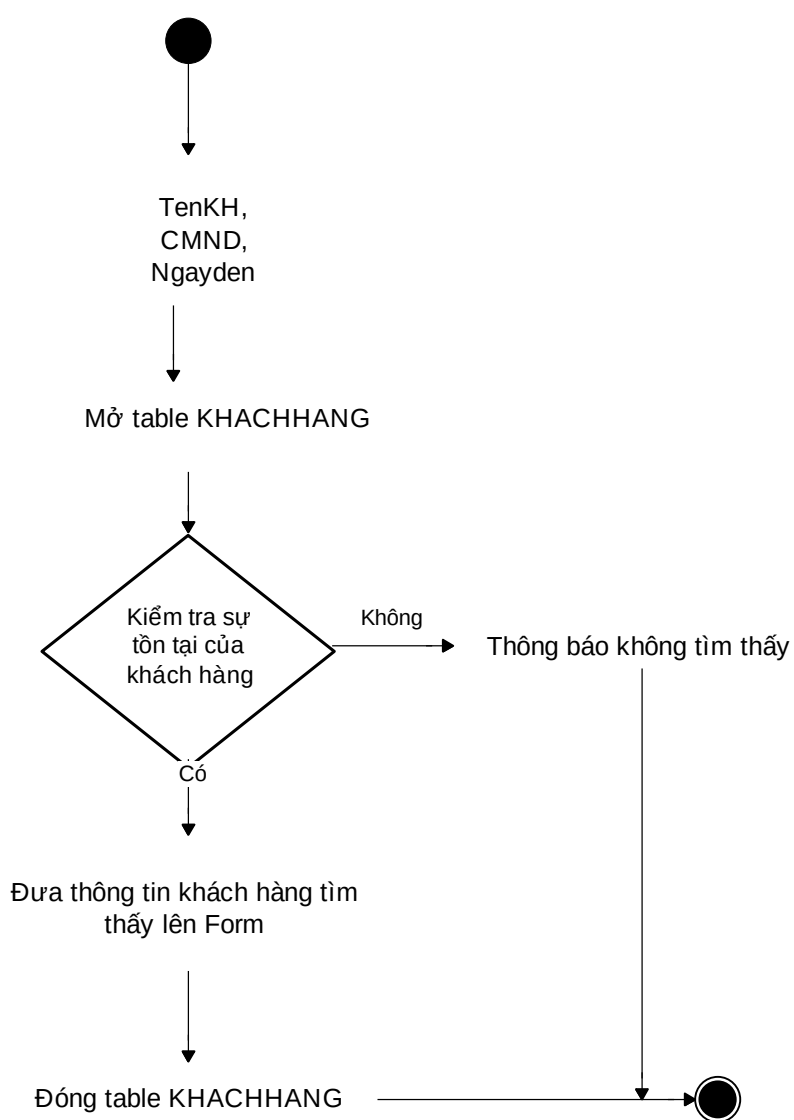 TenKH,
CMND,
Ngayden
Mở table KHACHHANG
Kiểm tra sự
tồn tại của
khách hàng
Không
Thông báo không tìm thấy
Có
Đưa thông tin khách hàng tìm
thấy lên Form
Đóng table KHACHHANG